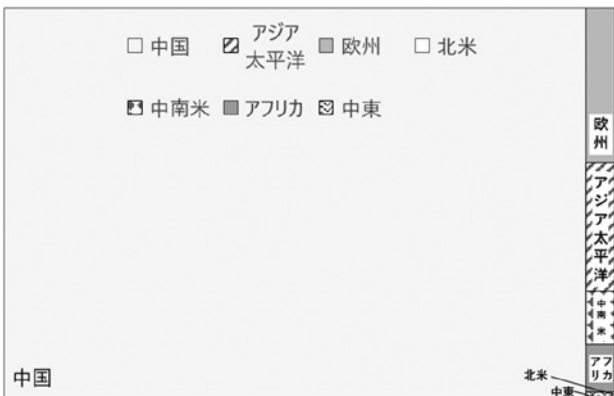 中国
アジア
太平洋
欧州
北米
中南米
アフリカ
中東
欧州
アジア太平洋
中南米
アフリカ
中国
北米
中東